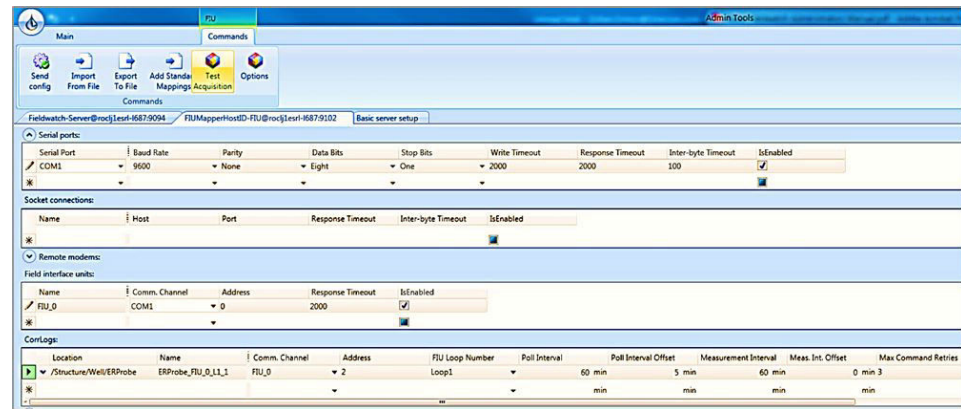 FIU
Admin Tools
Main Commands
Send config Import From File Export To File Add Standa Mappings Test Acquisition Options
Commands
Fieldwatch-Server@roclj1esrl-l687:9094 FIUMapperHostID-FIU@roclj1esrl-l687:9102 Basic server setup
Serial ports:
Serial Port Baud Rate Parity Data Bits Stop Bits Write Timeout Response Timeout Inter-byte Timeout IsEnabled
COM1 9600 None Eight One 2000 2000 100
Socket connections:
Name Host Port Response Timeout Inter-byte Timeout IsEnabled
Remote modems:
Field interface units:
Name Comm. Channel Address Response Timeout IsEnabled
FIU_0 COM1 0 2000
CorrLogs:
Location Name Comm. Channel Address FIU Loop Number Poll Interval Poll Interval Offset Measurement Interval Meas. Int. Offset Max Command Retries
/Structure/Well/ERProbe ERProbe_FIU_0_L1_1 FIU_0 2 Loop1 60 min 5 min 60 min 0 min 3
min min min min